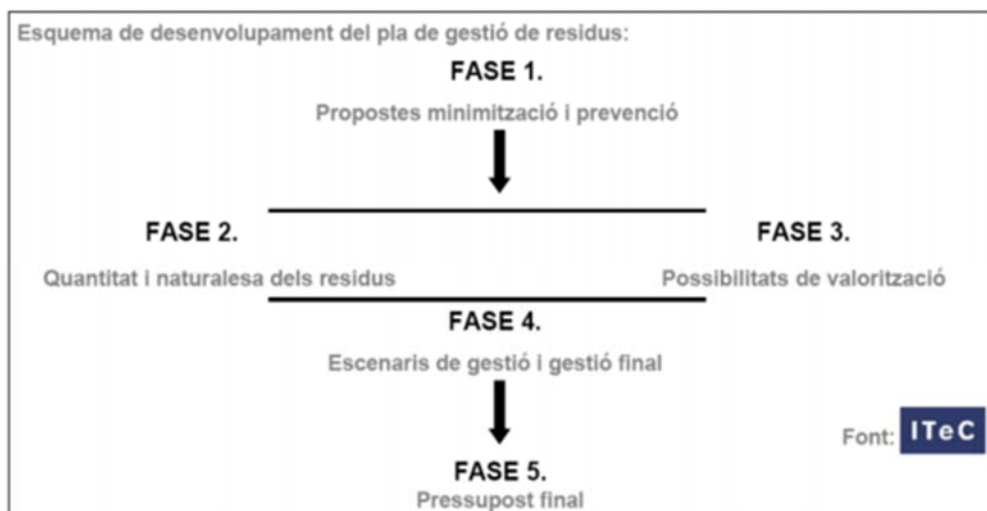 Esquema de desenvolupament del pla de gestió de residus:
FASE 1.
Propostes minimització i prevenció
FASE 2.
Quantitat i naturalesa dels residus
FASE 3.
Possibilitats de valorització
FASE 4.
Escenaris de gestió i gestió final
Font: ITeC
FASE 5.
Pressupost final